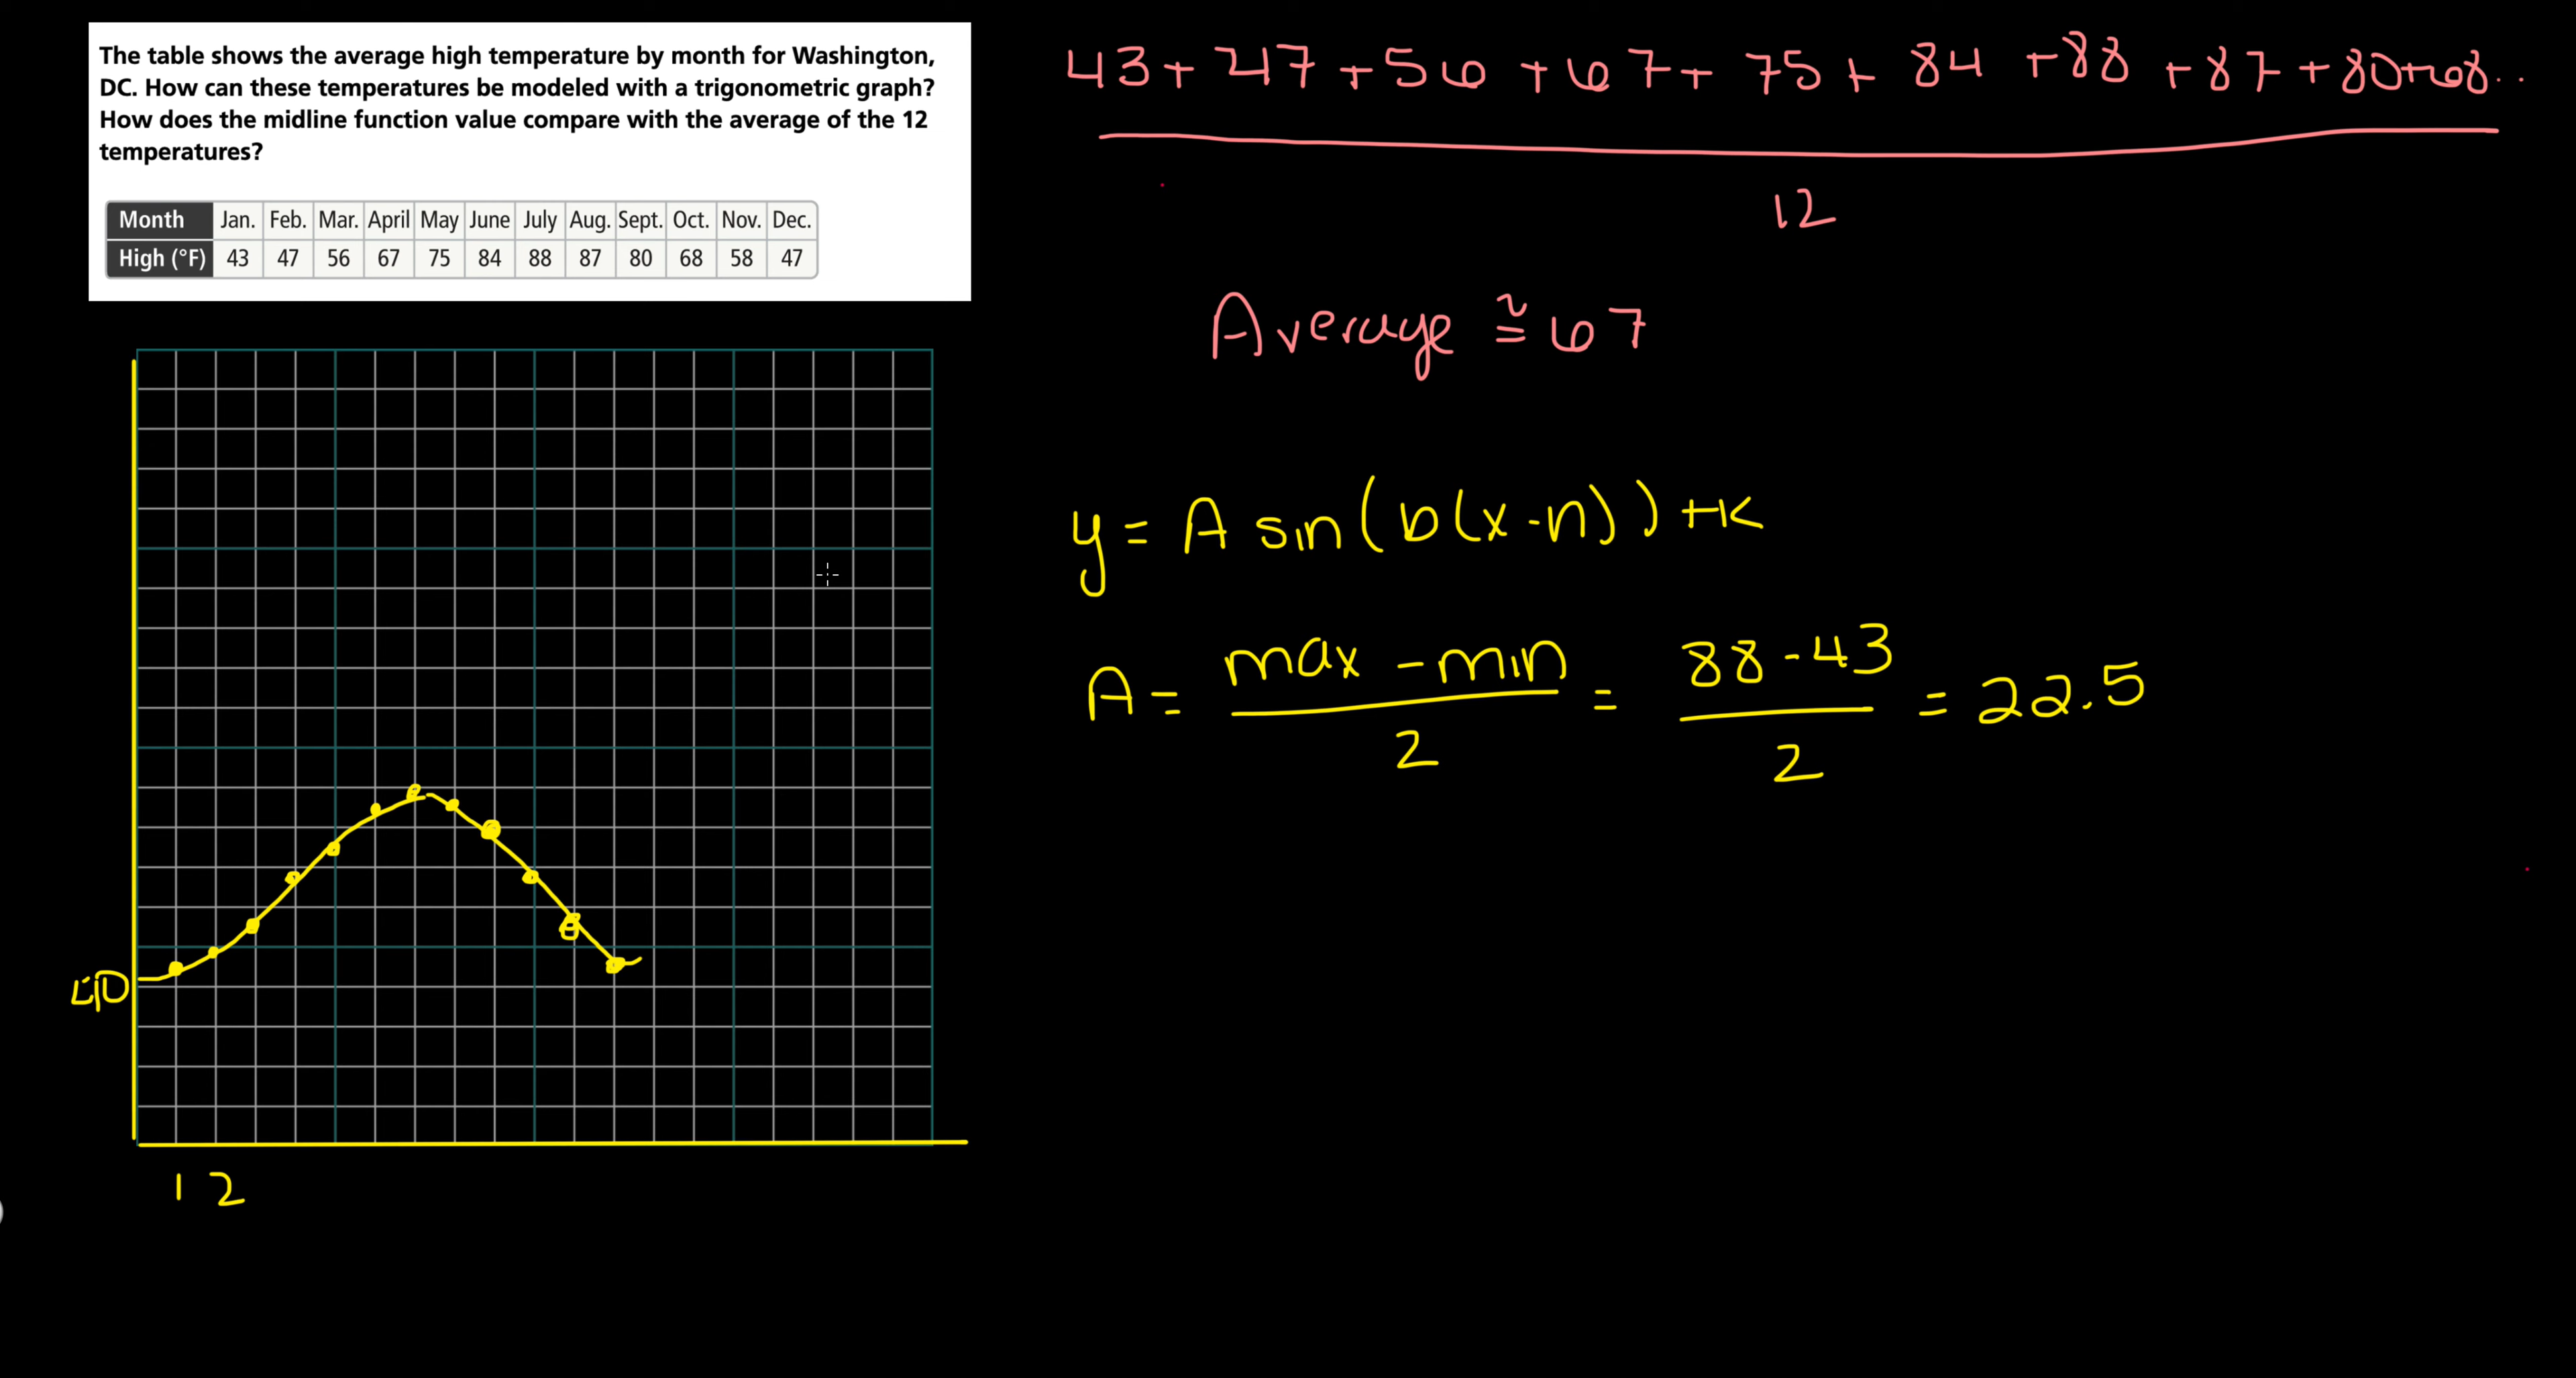 The table shows the average high temperature by month for Washington,
DC. How can these temperatures be modeled with a trigonometric graph?
How does the midline function value compare with the average of the 12
temperatures?
Month Jan. Feb. Mar. April May June July Aug. Sept. Oct. Nov. Dec.
High (°F) 43 47 56 67 75 84 88 87 80 68 58 47
43 + 47 + 56 + 67 + 75 + 84 + 88 + 87 + 80 + 68 ..
12
Average ≅ 67
y = A sin(b(x-h)) + K
A = max - min / 2 = 88 - 43 / 2 = 22.5
40
1 2